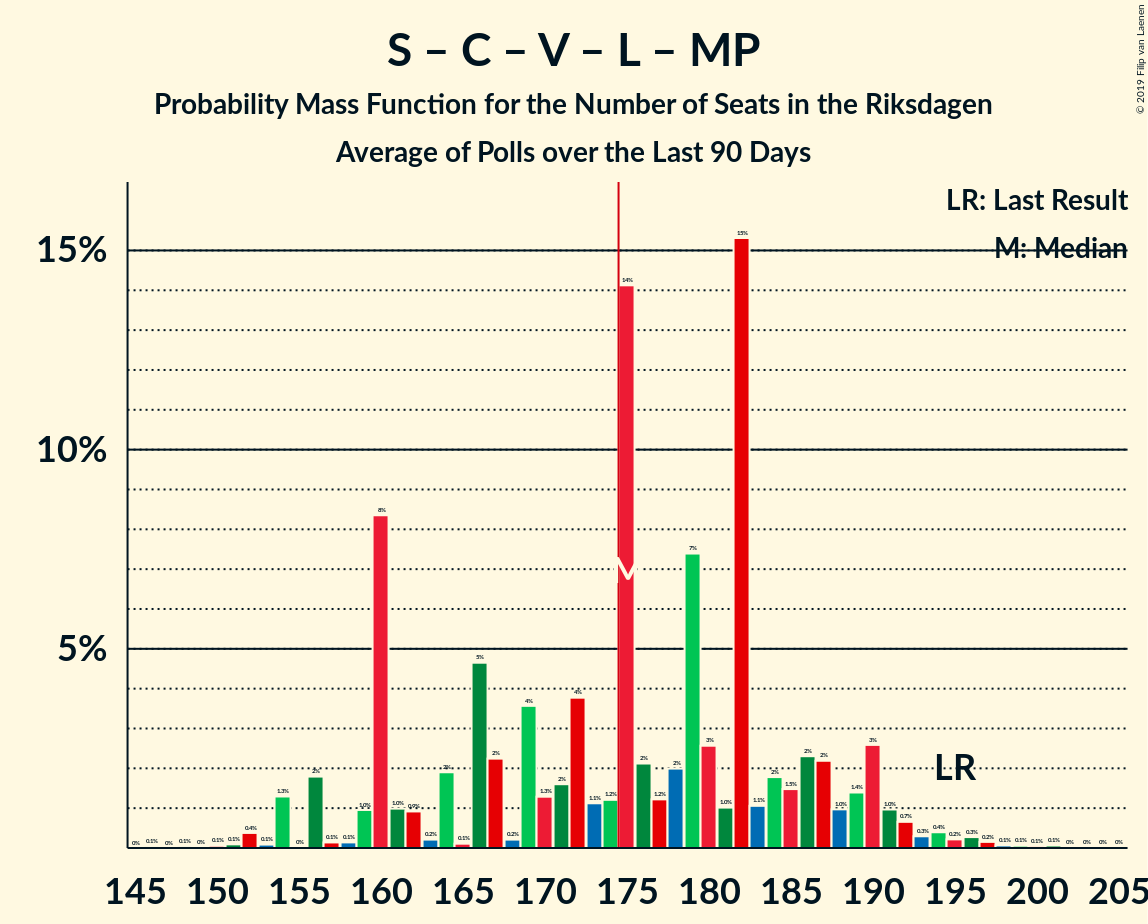 S – C – V – L – MP
Probability Mass Function for the Number of Seats in the Riksdagen
Average of Polls over the Last 90 Days
© 2019 Filip van Laenen
LR: Last Result
M: Median
15%
10%
5%
0% 0.1% 0% 0.1% 0% 0.1% 0.1% 0.4% 0.1% 1.3% 0% 2% 0.1% 0.1% 1.0% 8% 1.0% 0.9% 0.2% 2% 0.1% 5% 2% 0.2% 4% 1.3% 2% 4% 1.1% 1.2% 14% 2% 1.2% 2% 7% 3% 1.0% 15% 1.1% 2% 1.5% 2% 2% 1.0% 1.4% 3% 1.0% 0.7% 0.3% 0.4% 0.2% 0.3% 0.2% 0.1% 0.1% 0.1% 0.1% 0% 0% 0% 0%
M
LR
145 150 155 160 165 170 175 180 185 190 195 200 205